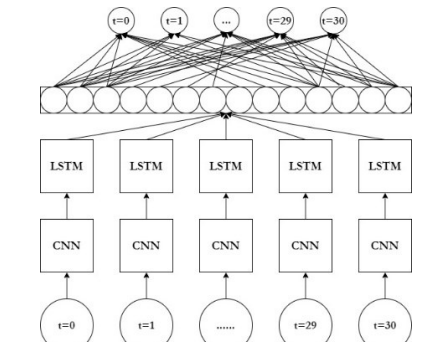 t=0 t=1 ... t=29 t=30
LSTM LSTM LSTM LSTM LSTM
CNN CNN CNN CNN CNN
t=0 t=1 ...... t=29 t=30